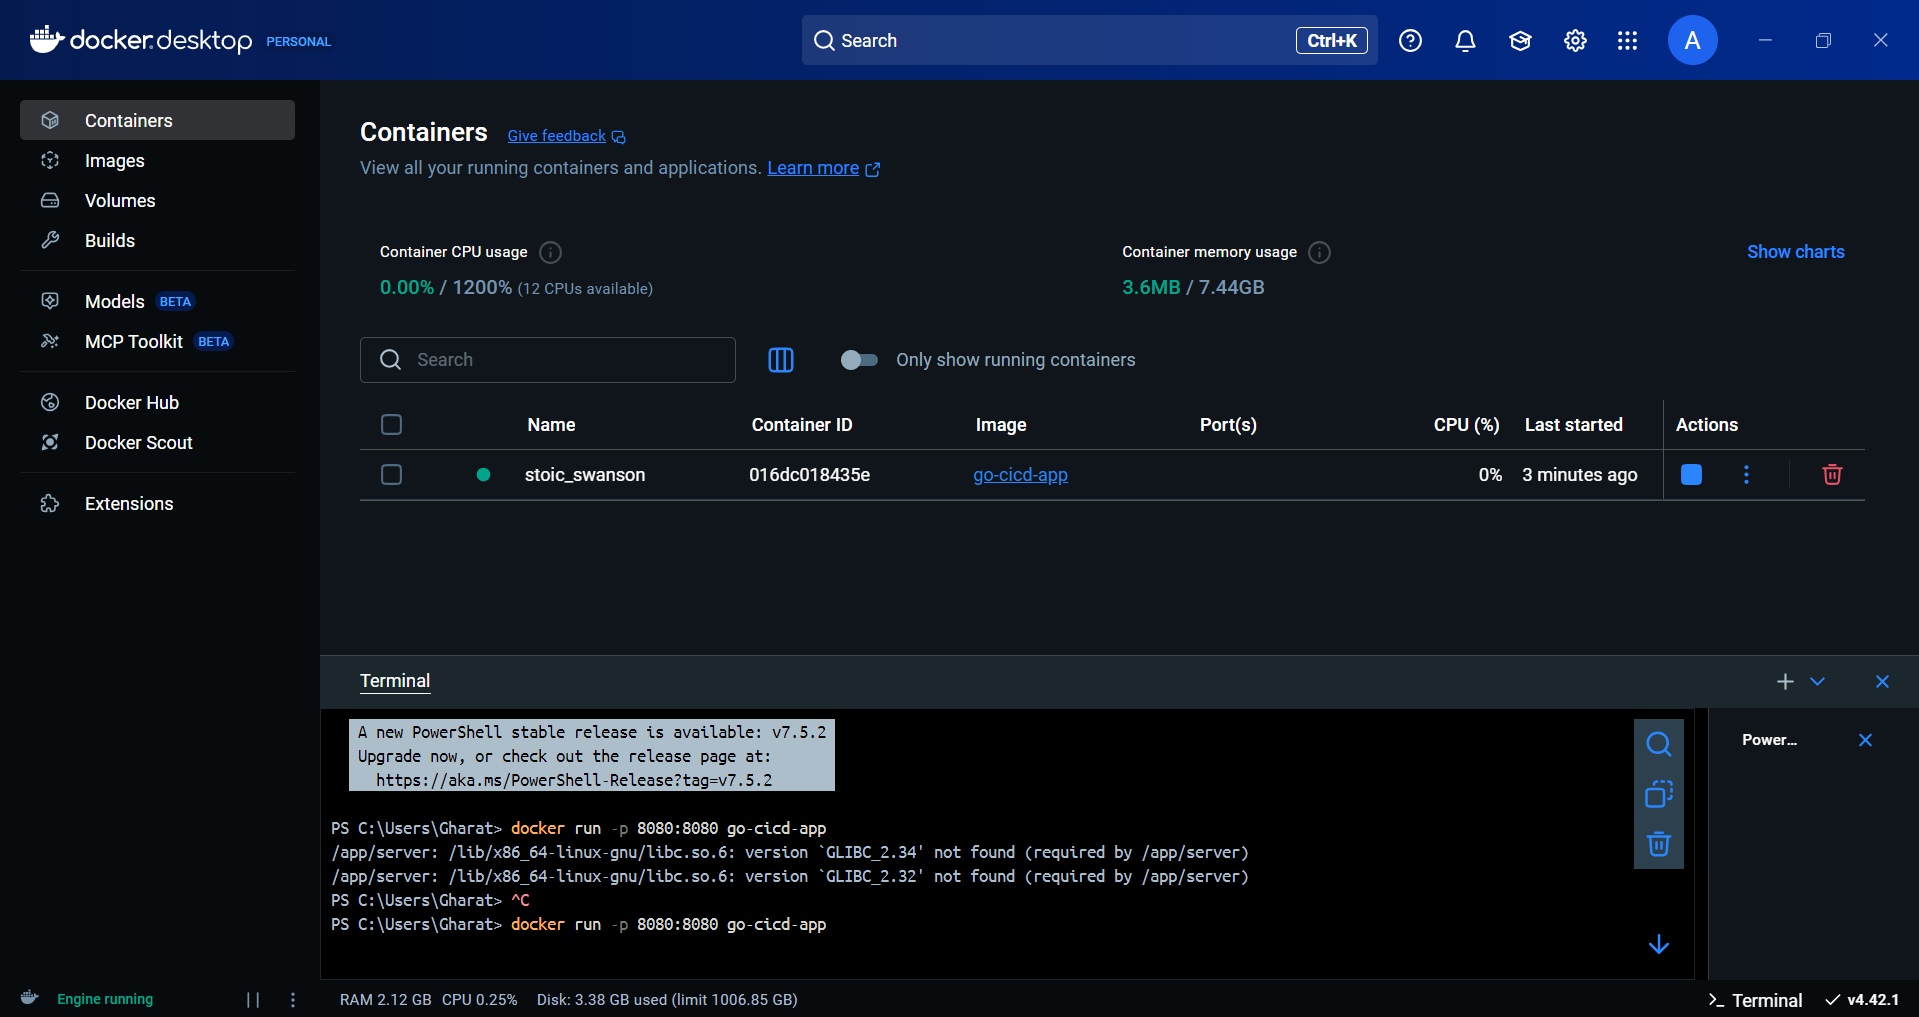 docker.desktop PERSONAL
Search Ctrl+K
A
Containers
Images
Volumes
Builds
Models BETA
MCP Toolkit BETA
Docker Hub
Docker Scout
Extensions
Containers Give feedback
View all your running containers and applications. Learn more
Container CPU usage
0.00% / 1200% (12 CPUs available)
Container memory usage
3.6MB / 7.44GB
Show charts
Search
Only show running containers
Name Container ID Image Port(s) CPU (%) Last started Actions
stoic_swanson 016dc018435e go-cicd-app 0% 3 minutes ago
Terminal
A new PowerShell stable release is available: v7.5.2
Upgrade now, or check out the release page at:
https://aka.ms/PowerShell-Release?tag=v7.5.2
PS C:\Users\Gharat> docker run -p 8080:8080 go-cicd-app
/app/server: /lib/x86_64-linux-gnu/libc.so.6: version `GLIBC_2.34' not found (required by /app/server)
/app/server: /lib/x86_64-linux-gnu/libc.so.6: version `GLIBC_2.32' not found (required by /app/server)
PS C:\Users\Gharat> ^C
PS C:\Users\Gharat> docker run -p 8080:8080 go-cicd-app
Power...
Engine running
RAM 2.12 GB CPU 0.25% Disk: 3.38 GB used (limit 1006.85 GB)
Terminal v4.42.1